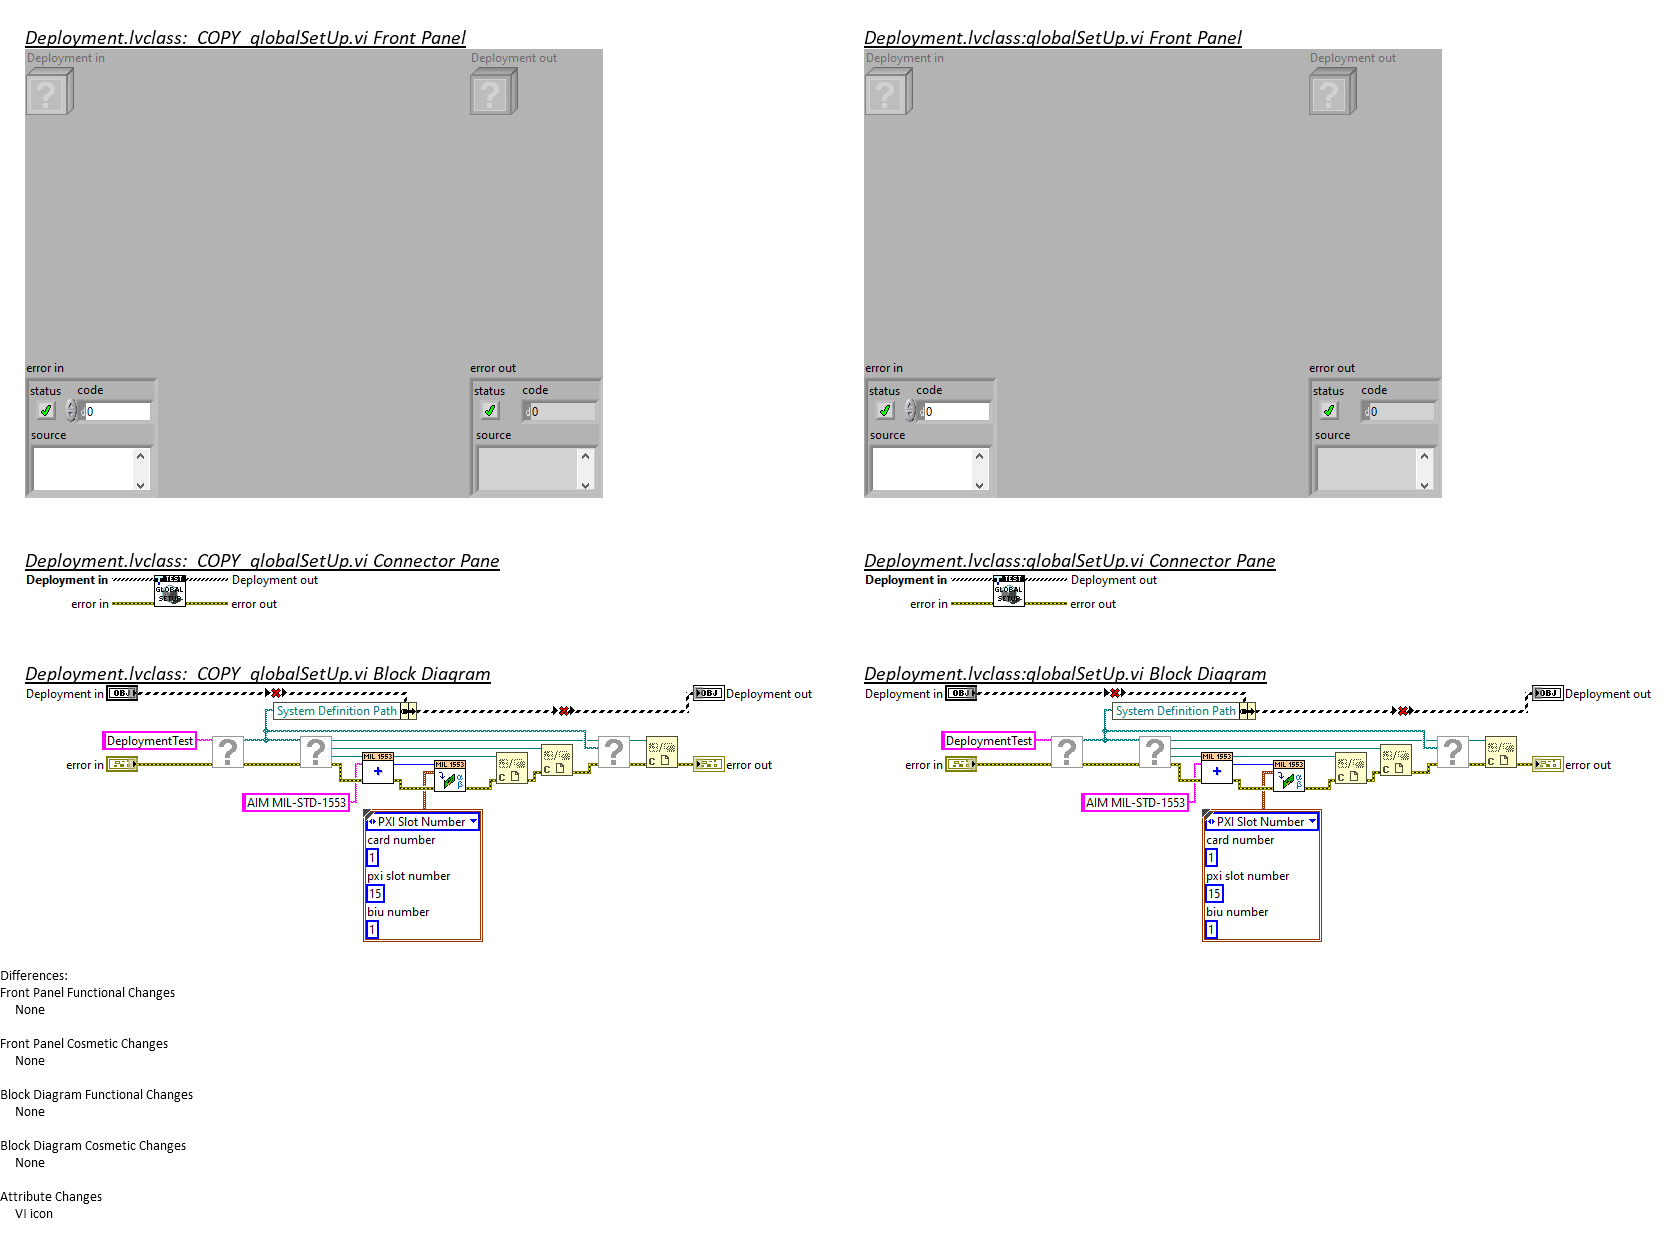 Deployment.lvclass:_COPY_globalSetUp.vi Front Panel
Deployment in
Deployment out
?
?
error in
error out
status code
status code
d0
d0
source
source
Deployment.lvclass:globalSetUp.vi Front Panel
Deployment in
Deployment out
?
?
error in
error out
status code
status code
d0
d0
source
source
Deployment.lvclass:_COPY_globalSetUp.vi Connector Pane
Deployment in
TEST
GLOBAL
SETUP
Deployment out
error in
error out
Deployment.lvclass:globalSetUp.vi Connector Pane
Deployment in
TEST
GLOBAL
SETUP
Deployment out
error in
error out
Deployment.lvclass:_COPY_globalSetUp.vi Block Diagram
Deployment in
OBJ
OBJ
Deployment out
System Definition Path
DeploymentTest
?
?
?
error in
MIL 1553
+
MIL 1553
α
β
C
C
C
error out
AIM MIL-STD-1553
PXI Slot Number
card number
1
pxi slot number
15
biu number
1
Deployment.lvclass:globalSetUp.vi Block Diagram
Deployment in
OBJ
OBJ
Deployment out
System Definition Path
DeploymentTest
?
?
?
error in
MIL 1553
+
MIL 1553
α
β
C
C
C
error out
AIM MIL-STD-1553
PXI Slot Number
card number
1
pxi slot number
15
biu number
1
Differences:
Front Panel Functional Changes
None
Front Panel Cosmetic Changes
None
Block Diagram Functional Changes
None
Block Diagram Cosmetic Changes
None
Attribute Changes
VI icon